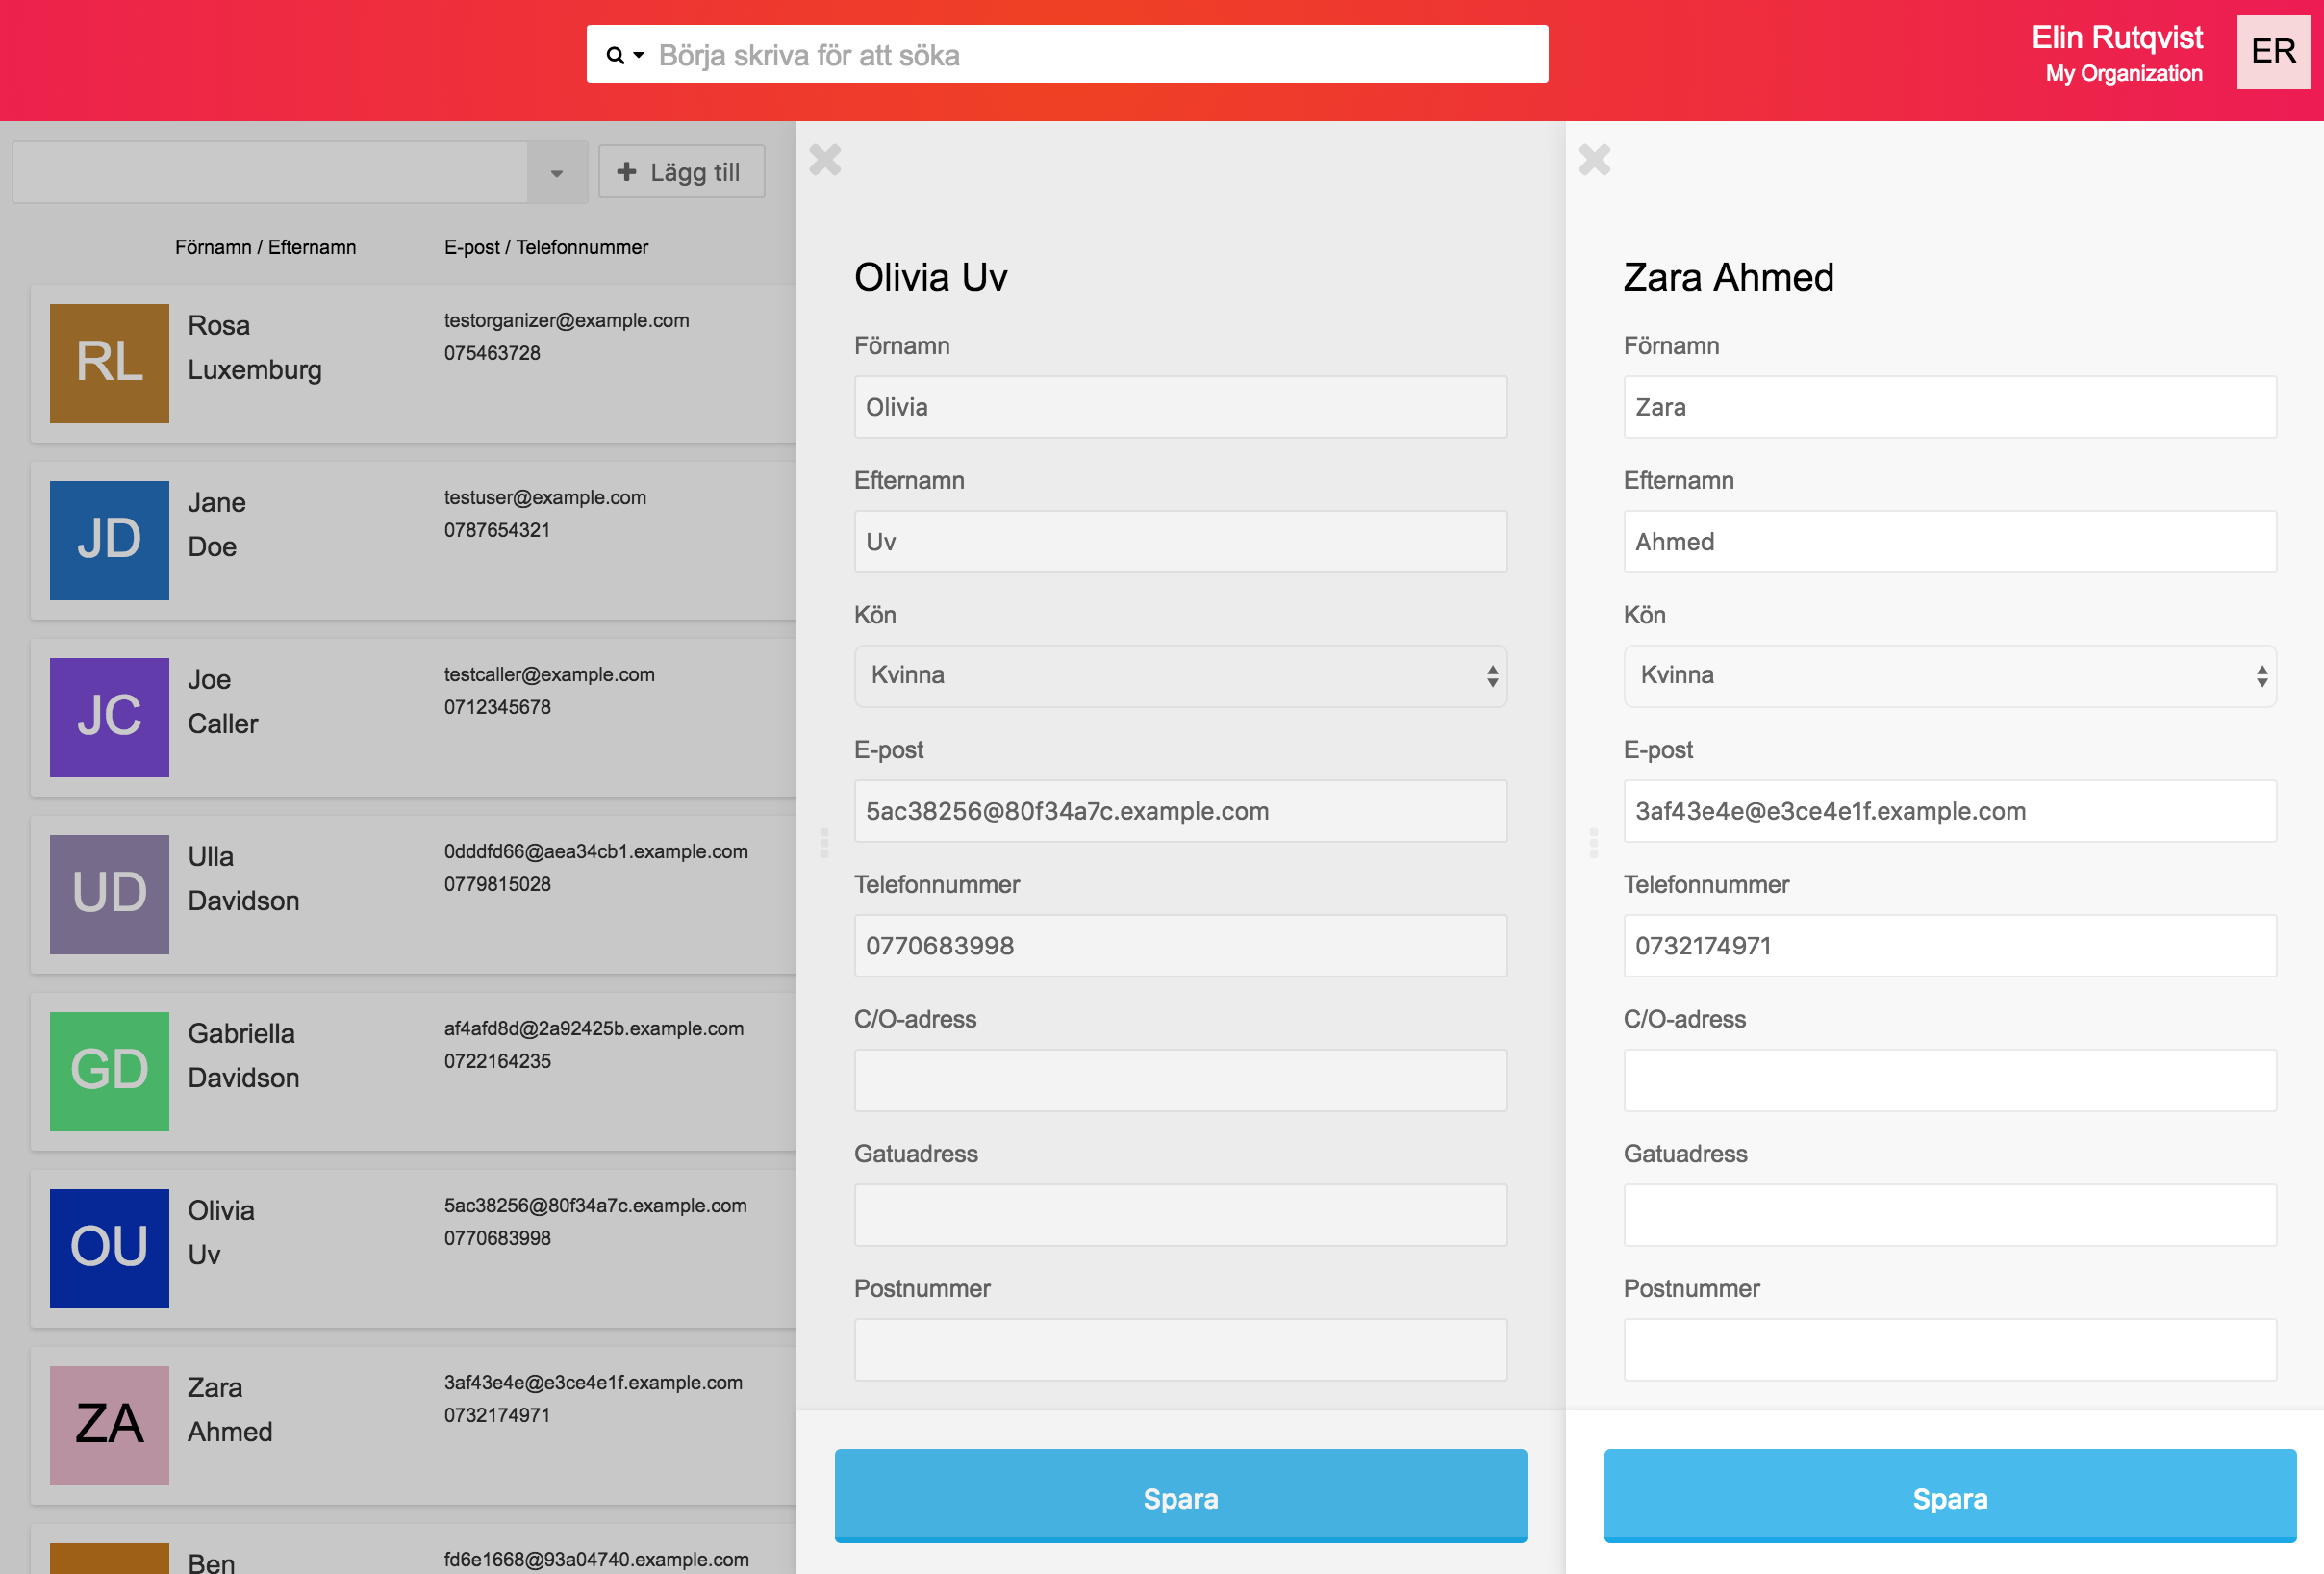 Börja skriva för att söka
Elin Rutqvist
My Organization
ER
Lägg till
Förnamn / Efternamn
E-post / Telefonnummer
RL
Rosa
Luxemburg
testorganizer@example.com
075463728
JD
Jane
Doe
testuser@example.com
0787654321
JC
Joe
Caller
testcaller@example.com
0712345678
UD
Ulla
Davidson
0dddfd66@aea34cb1.example.com
0779815028
GD
Gabriella
Davidson
af4afd8d@2a92425b.example.com
0722164235
OU
Olivia
Uv
5ac38256@80f34a7c.example.com
0770683998
ZA
Zara
Ahmed
3af43e4e@e3ce4e1f.example.com
0732174971
Ben
fd6e1668@93a04740.example.com
Olivia Uv
Förnamn
Olivia
Efternamn
Uv
Kön
Kvinna
E-post
5ac38256@80f34a7c.example.com
Telefonnummer
0770683998
C/O-adress
Gatuadress
Postnummer
Spara
Zara Ahmed
Förnamn
Zara
Efternamn
Ahmed
Kön
Kvinna
E-post
3af43e4e@e3ce4e1f.example.com
Telefonnummer
0732174971
C/O-adress
Gatuadress
Postnummer
Spara